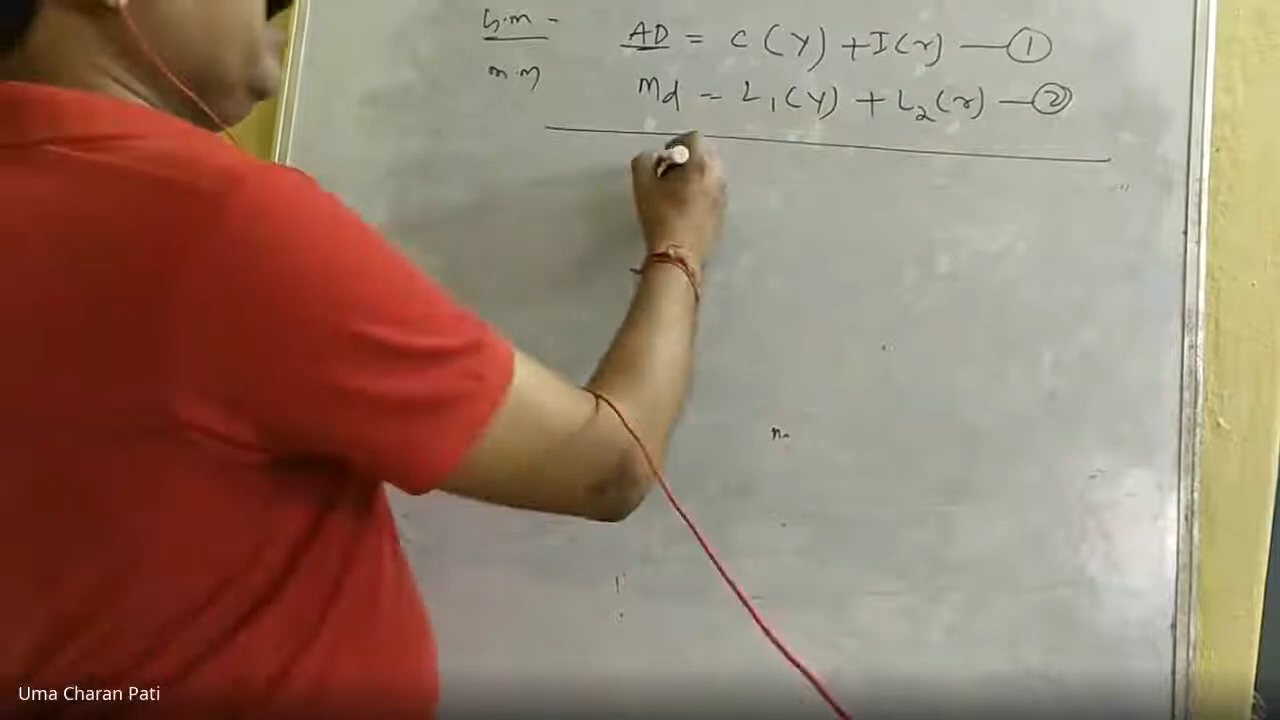 G.m - AD = C(Y) + I(r) — ①
m.m Md = L₁(Y) + L₂(r) — ②
n
Uma Charan Pati